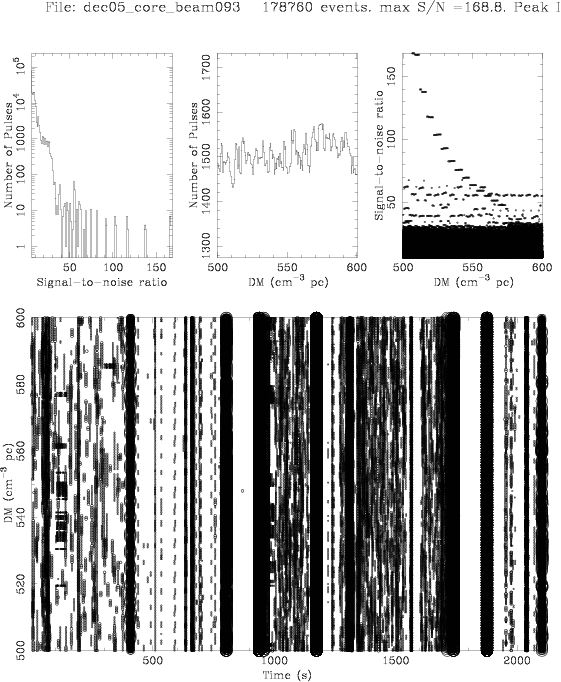 File: dec05_core_beam093 178760 events. max S/N =168.8. Peak I
Number of Pulses
1 10 100 1000 10^4 10^5
50 100 150
Signal-to-noise ratio
Number of Pulses
1300 1400 1500 1600 1700
500 550 600
DM (cm⁻³ pc)
Signal-to-noise ratio
50 100 150
500 550 600
DM (cm⁻³ pc)
DM (cm⁻³ pc)
500 520 540 560 580 600
500 1000 1500 2000
Time (s)